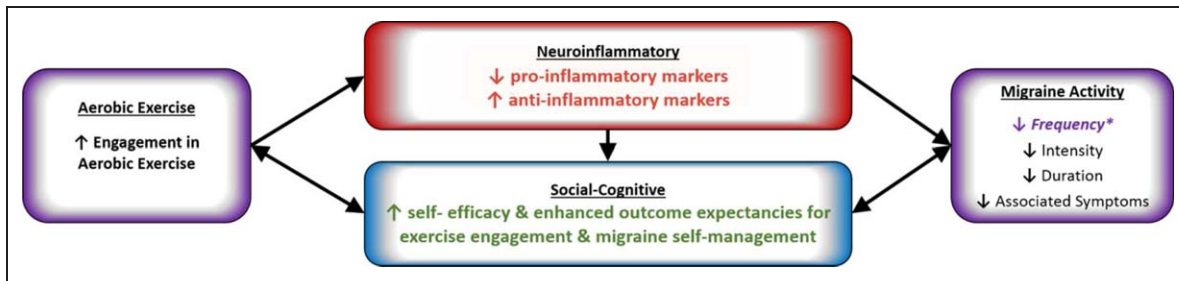 Aerobic Exercise
↑ Engagement in
Aerobic Exercise
Neuroinflammatory
↓ pro-inflammatory markers
↑ anti-inflammatory markers
Social-Cognitive
↑ self- efficacy & enhanced outcome expectancies for
exercise engagement & migraine self-management
Migraine Activity
↓ Frequency*
↓ Intensity
↓ Duration
↓ Associated Symptoms